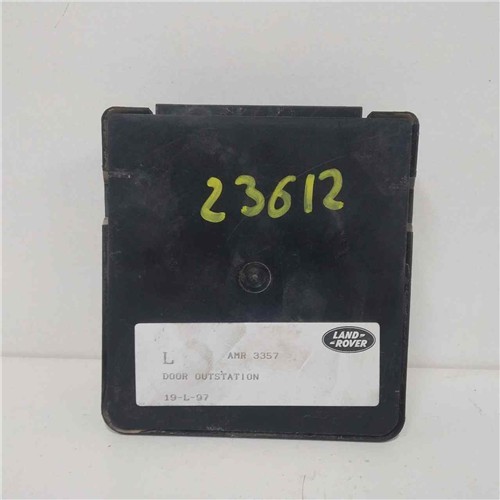 23612
LAND-
-ROVER
L AMR 3357
DOOR OUTSTATION
19-L-97